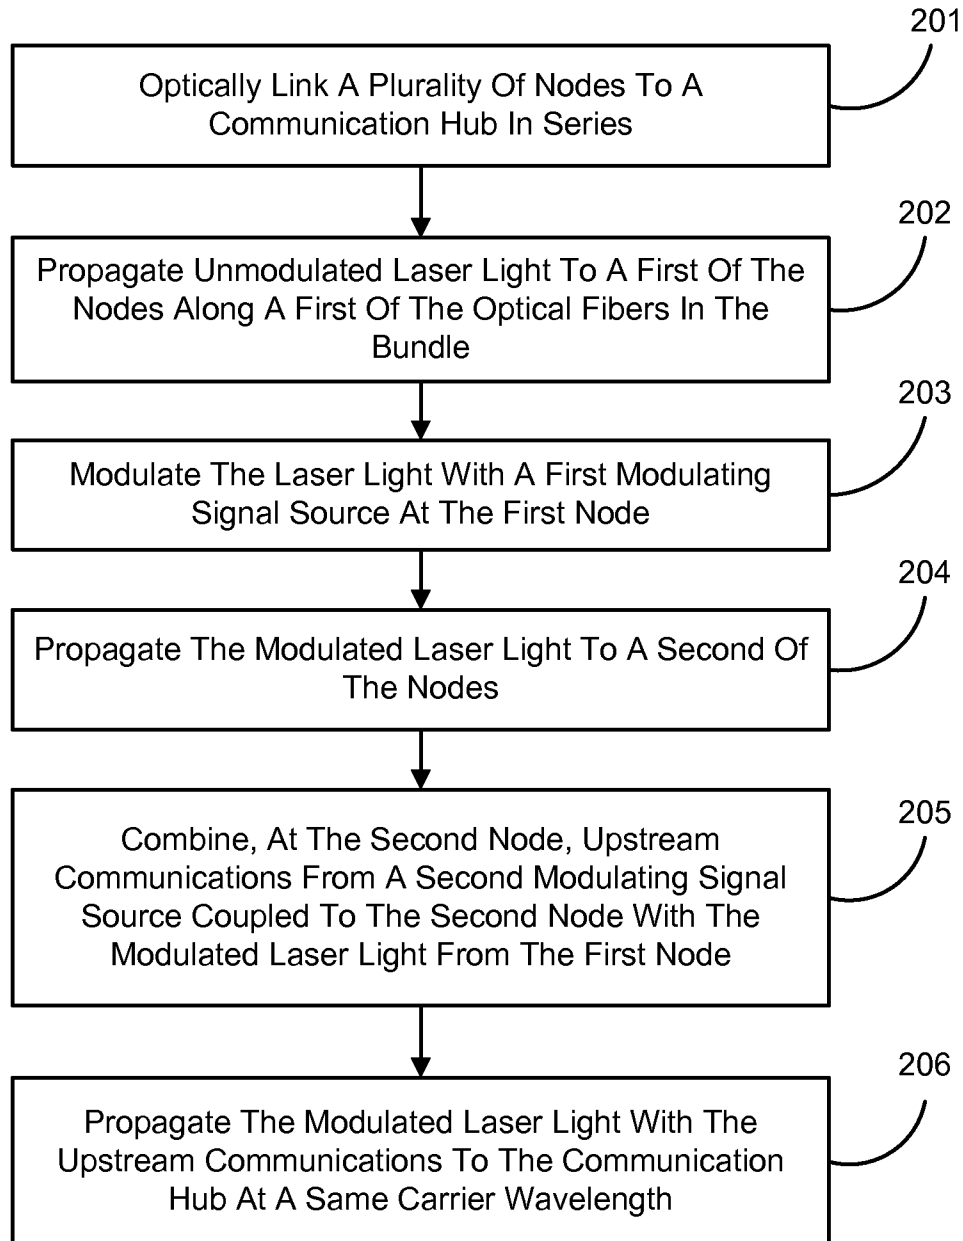 201
Optically Link A Plurality Of Nodes To A
Communication Hub In Series
202
Propagate Unmodulated Laser Light To A First Of The
Nodes Along A First Of The Optical Fibers In The
Bundle
203
Modulate The Laser Light With A First Modulating
Signal Source At The First Node
204
Propagate The Modulated Laser Light To A Second Of
The Nodes
205
Combine, At The Second Node, Upstream
Communications From A Second Modulating Signal
Source Coupled To The Second Node With The
Modulated Laser Light From The First Node
206
Propagate The Modulated Laser Light With The
Upstream Communications To The Communication
Hub At A Same Carrier Wavelength